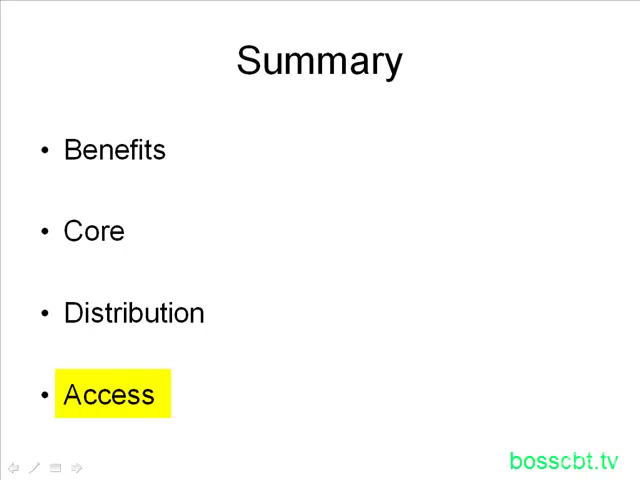 Summary
• Benefits
• Core
• Distribution
• Access
bosscbt.tv